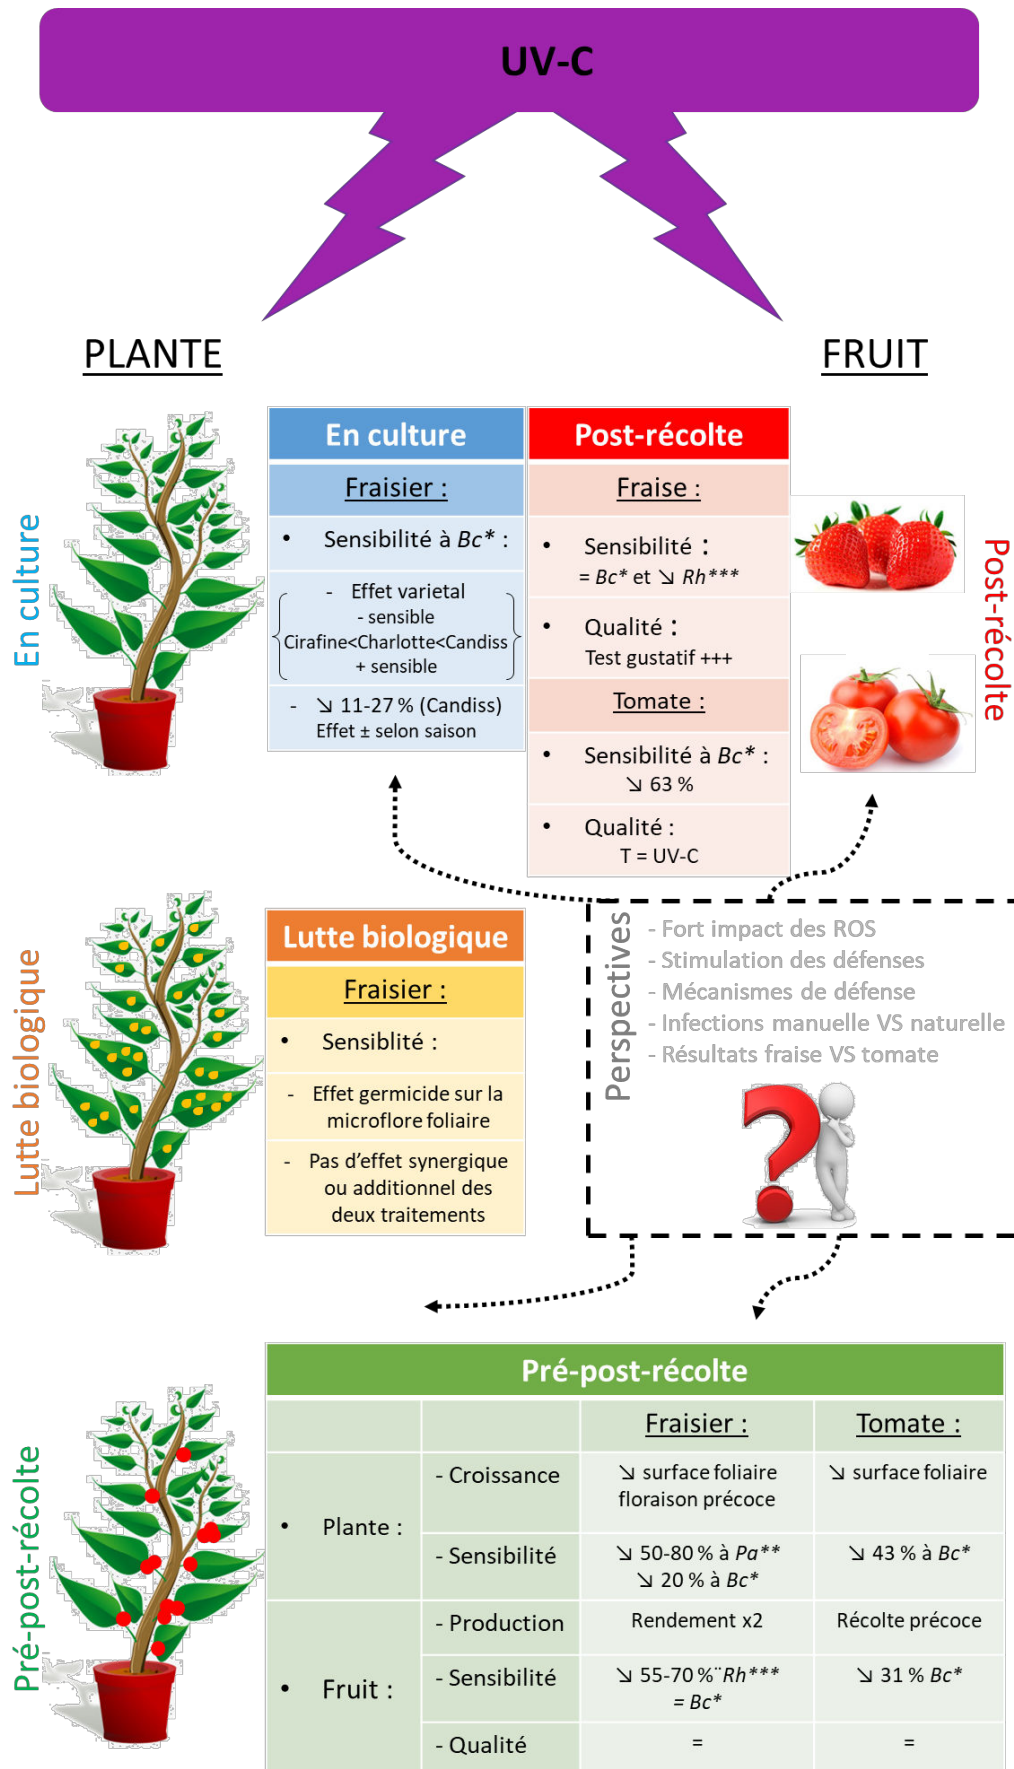 UV-C
PLANTE
FRUIT
En culture
En culture
Fraisier :
• Sensibilité à Bc* :
- Effet varietal
- sensible
Cirafine<Charlotte<Candiss
+ sensible
- ↘ 11-27 % (Candiss)
Effet ± selon saison
Post-récolte
Fraise :
• Sensibilité :
= Bc* et ↘ Rh***
• Qualité :
Test gustatif +++
Tomate :
• Sensibilité à Bc* :
↘ 63 %
• Qualité :
T = UV-C
Post-récolte
Lutte biologique
Lutte biologique
Fraisier :
• Sensiblité :
- Effet germicide sur la
microflore foliaire
- Pas d'effet synergique
ou additionnel des
deux traitements
Perspectives
- Fort impact des ROS
- Stimulation des défenses
- Mécanismes de défense
- Infections manuelle VS naturelle
- Résultats fraise VS tomate
?
Pré-post-récolte
Pré-post-récolte
Fraisier : Tomate :
• Plante :
- Croissance
↘ surface foliaire
floraison précoce
↘ surface foliaire
- Sensibilité
↘ 50-80 % à Pa**
↘ 20 % à Bc*
↘ 43 % à Bc*
• Fruit :
- Production
Rendement x2
Récolte précoce
- Sensibilité
↘ 55-70 %¨Rh***
= Bc*
↘ 31 % Bc*
- Qualité
=
=